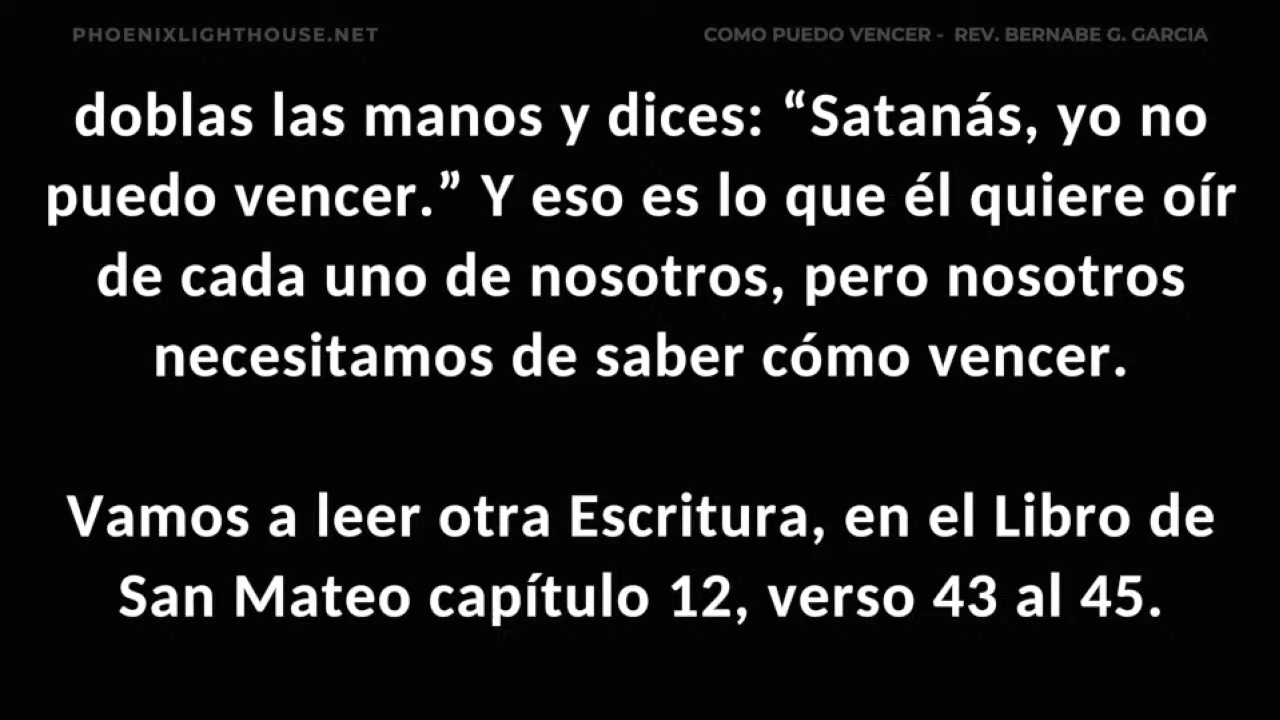 PHOENIXLIGHTHOUSE.NET
COMO PUEDO VENCER - REV. BERNABE G. GARCIA
doblas las manos y dices: “Satanás, yo no
puedo vencer.” Y eso es lo que él quiere oír
de cada uno de nosotros, pero nosotros
necesitamos de saber cómo vencer.
Vamos a leer otra Escritura, en el Libro de
San Mateo capítulo 12, verso 43 al 45.